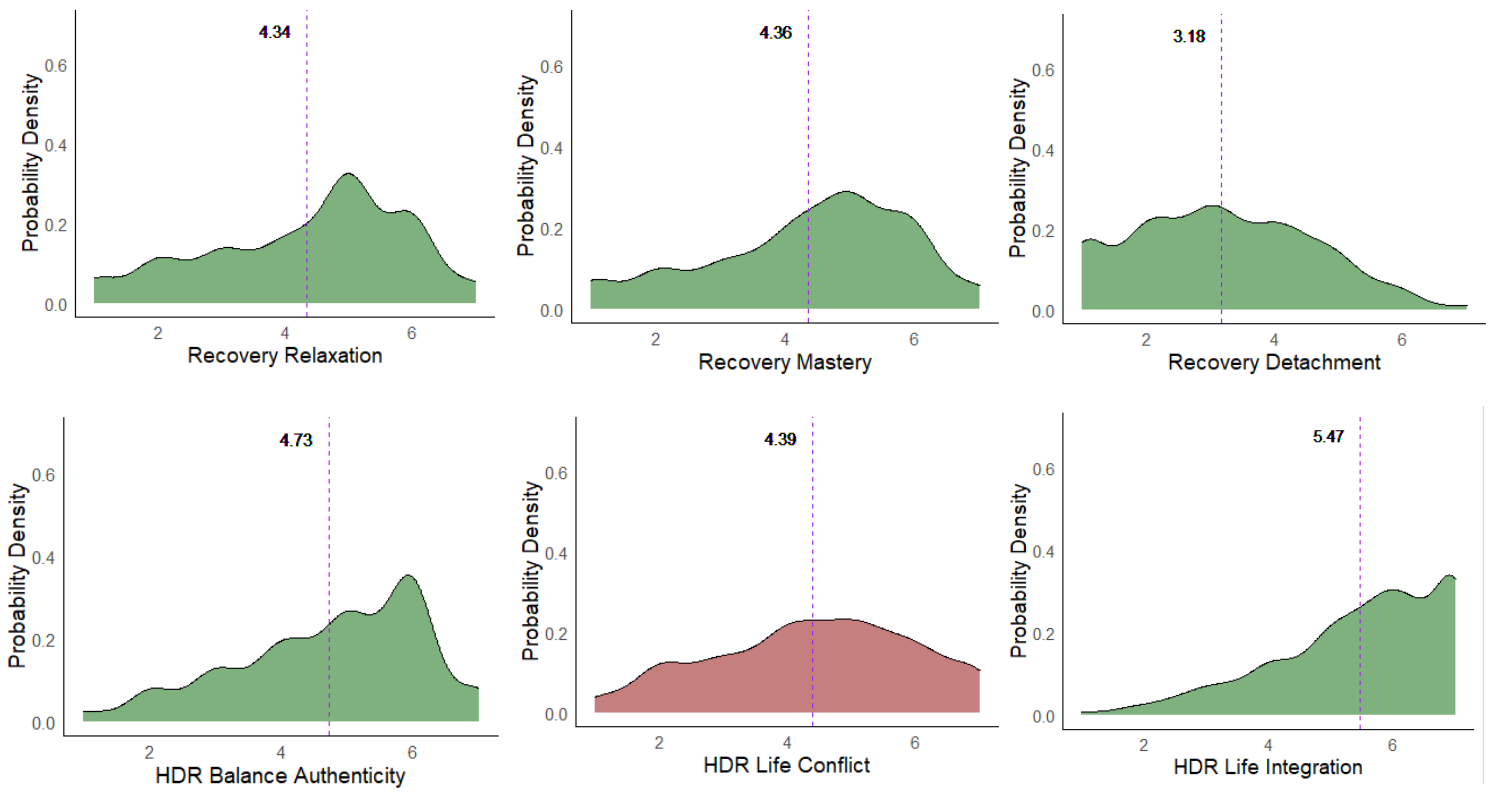 4.34
Probability Density
0.6
0.4
0.2
0.0
2 4 6
Recovery Relaxation
4.36
Probability Density
0.6
0.4
0.2
0.0
2 4 6
Recovery Mastery
3.18
Probability Density
0.6
0.4
0.2
0.0
2 4 6
Recovery Detachment
4.73
Probability Density
0.6
0.4
0.2
0.0
2 4 6
HDR Balance Authenticity
4.39
Probability Density
0.6
0.4
0.2
0.0
2 4 6
HDR Life Conflict
5.47
Probability Density
0.6
0.4
0.2
0.0
2 4 6
HDR Life Integration